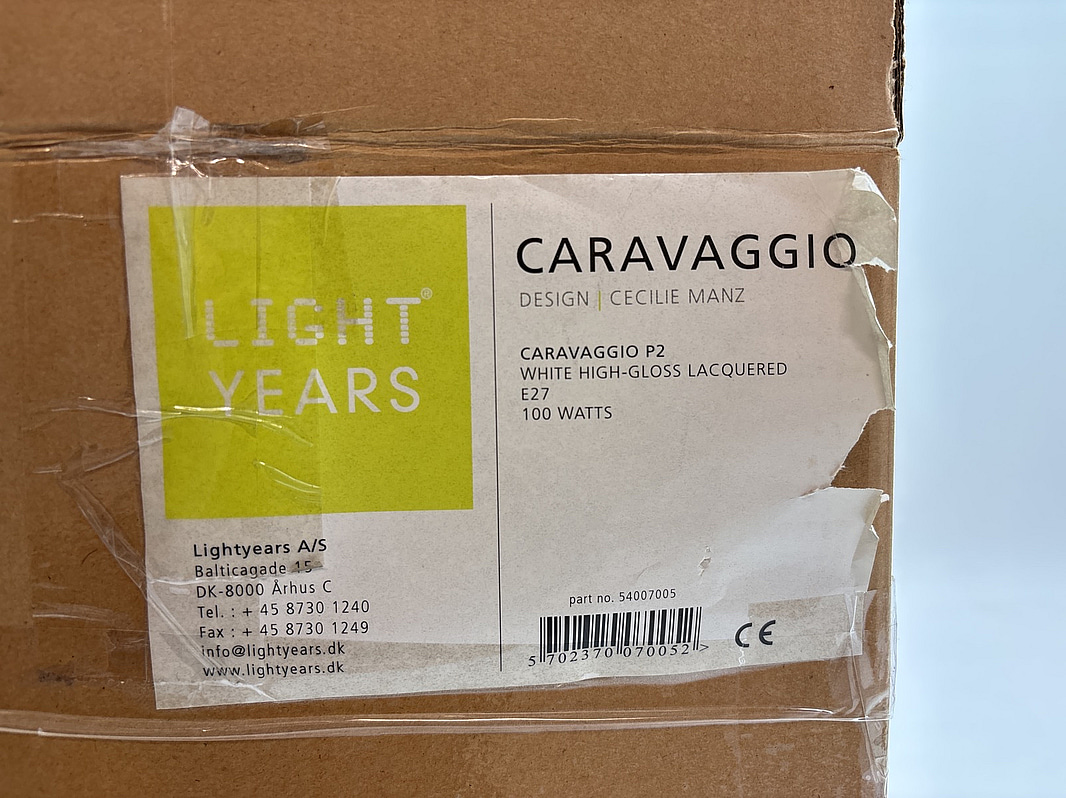 LIGHT®
YEARS
CARAVAGGIO
DESIGN | CECILIE MANZ
CARAVAGGIO P2
WHITE HIGH-GLOSS LACQUERED
E27
100 WATTS
Lightyears A/S
Balticagade 15
DK-8000 Århus C
Tel. : + 45 8730 1240
Fax : + 45 8730 1249
info@lightyears.dk
www.lightyears.dk
part no. 54007005
5 702370 070052 >
CE